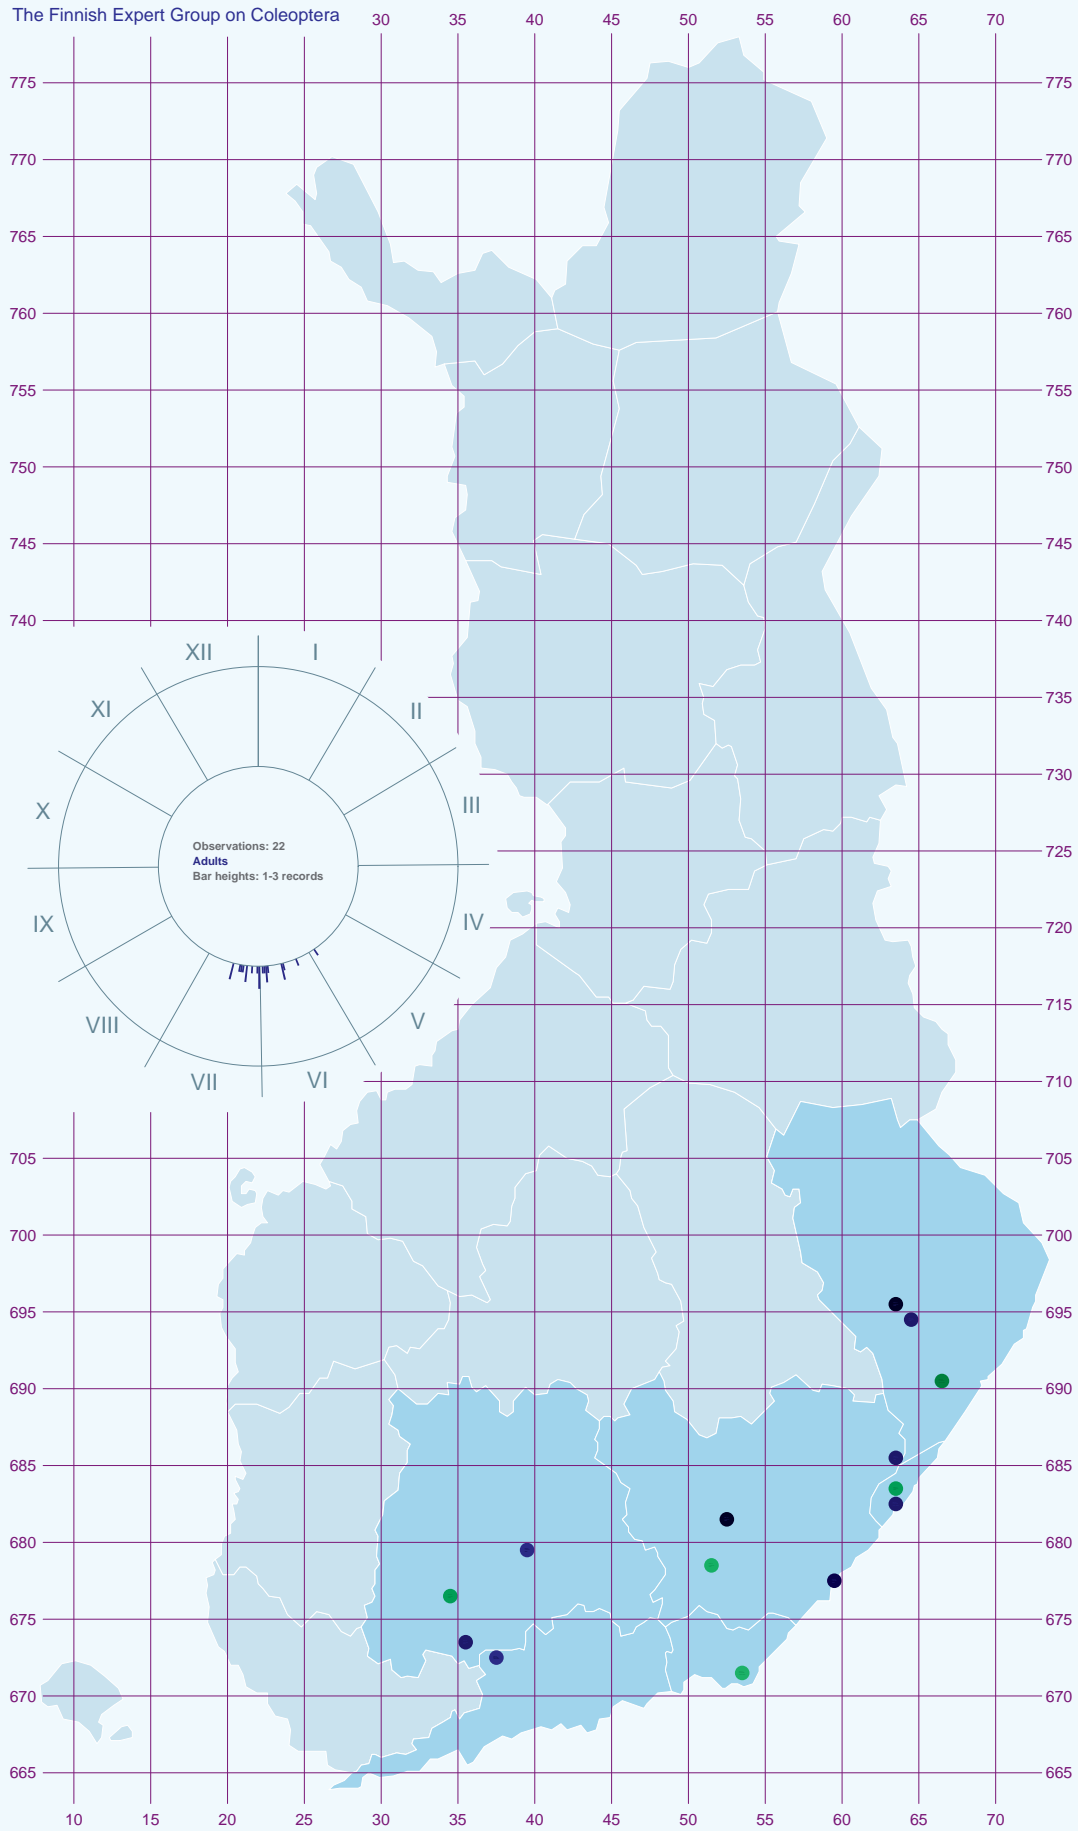 The Finnish Expert Group on Coleoptera 30 35 40 45 50 55 60 65 70
775 775
770 770
765 765
760 760
755 755
750 750
745 745
740 740
XII I
735
XI II
730
X III
725
Observations: 22
Adults
Bar heights: 1-3 records
IX IV
720
715
VIII V
VII VI
710
705 705
700 700
695 695
690 690
685 685
680 680
675 675
670 670
665 665
10 15 20 25 30 35 40 45 50 55 60 65 70